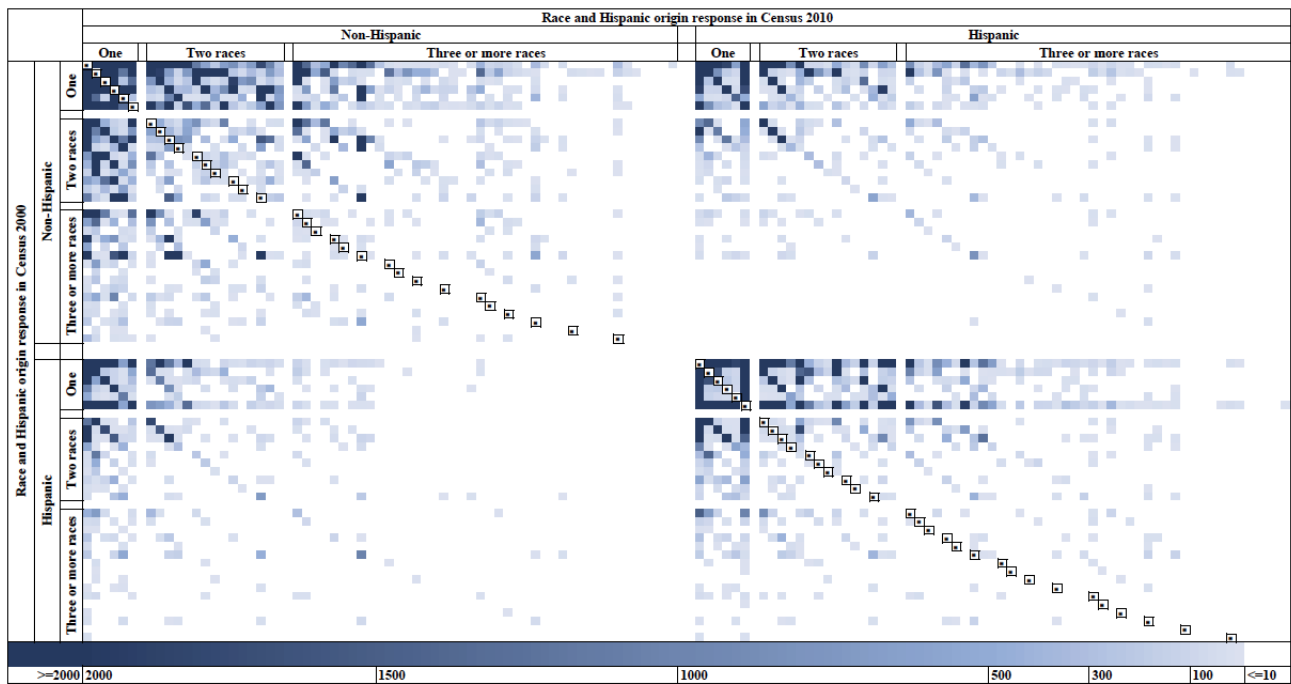 Race and Hispanic origin response in Census 2010
Non-Hispanic
Hispanic
One
Two races
Three or more races
One
Two races
Three or more races
Race and Hispanic origin response in Census 2000
Non-Hispanic
One
Two races
Three or more races
Hispanic
One
Two races
Three or more races
>=2000 2000 1500 1000 500 300 100 <=10